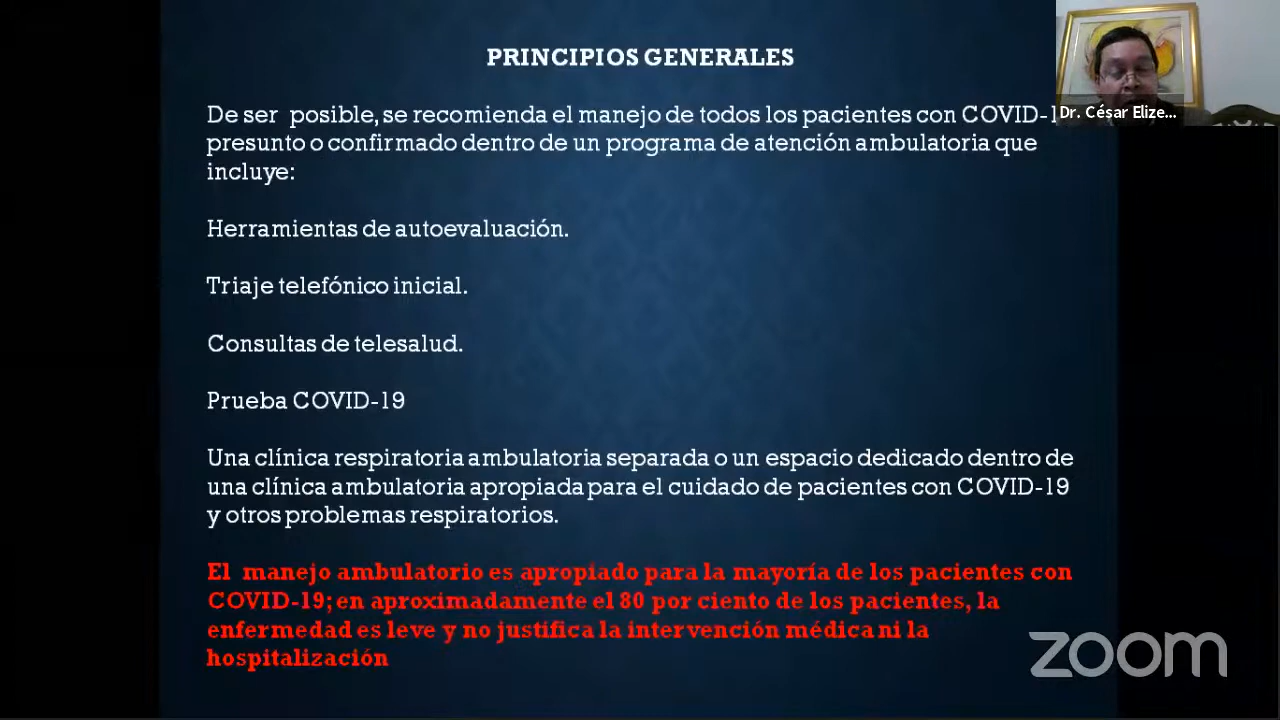 PRINCIPIOS GENERALES
De ser posible, se recomienda el manejo de todos los pacientes con COVID-1
presunto o confirmado dentro de un programa de atención ambulatoria que
incluye:
Herramientas de autoevaluación.
Triaje telefónico inicial.
Consultas de telesalud.
Prueba COVID-19
Una clínica respiratoria ambulatoria separada o un espacio dedicado dentro de
una clínica ambulatoria apropiada para el cuidado de pacientes con COVID-19
y otros problemas respiratorios.
El manejo ambulatorio es apropiado para la mayoría de los pacientes con
COVID-19; en aproximadamente el 80 por ciento de los pacientes, la
enfermedad es leve y no justifica la intervención médica ni la
hospitalización
Dr. César Elize...
zoom